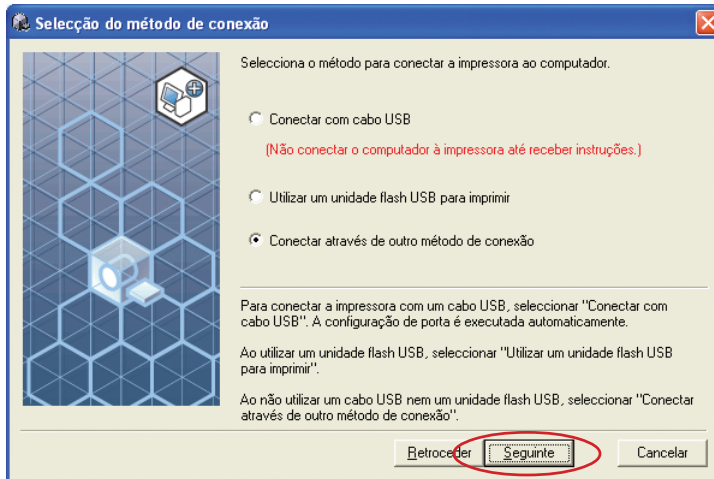 Selecção do método de conexão
Selecciona o método para conectar a impressora ao computador.
Conectar com cabo USB
(Não conectar o computador à impressora até receber instruções.)
Utilizar um unidade flash USB para imprimir
Conectar através de outro método de conexão
Para conectar a impressora com um cabo USB, seleccionar "Conectar com
cabo USB". A configuração de porta é executada automaticamente.
Ao utilizar um unidade flash USB, seleccionar "Utilizar um unidade flash USB
para imprimir".
Ao não utilizar um cabo USB nem um unidade flash USB, seleccionar "Conectar
através de outro método de conexão".
Retroceder Seguinte Cancelar